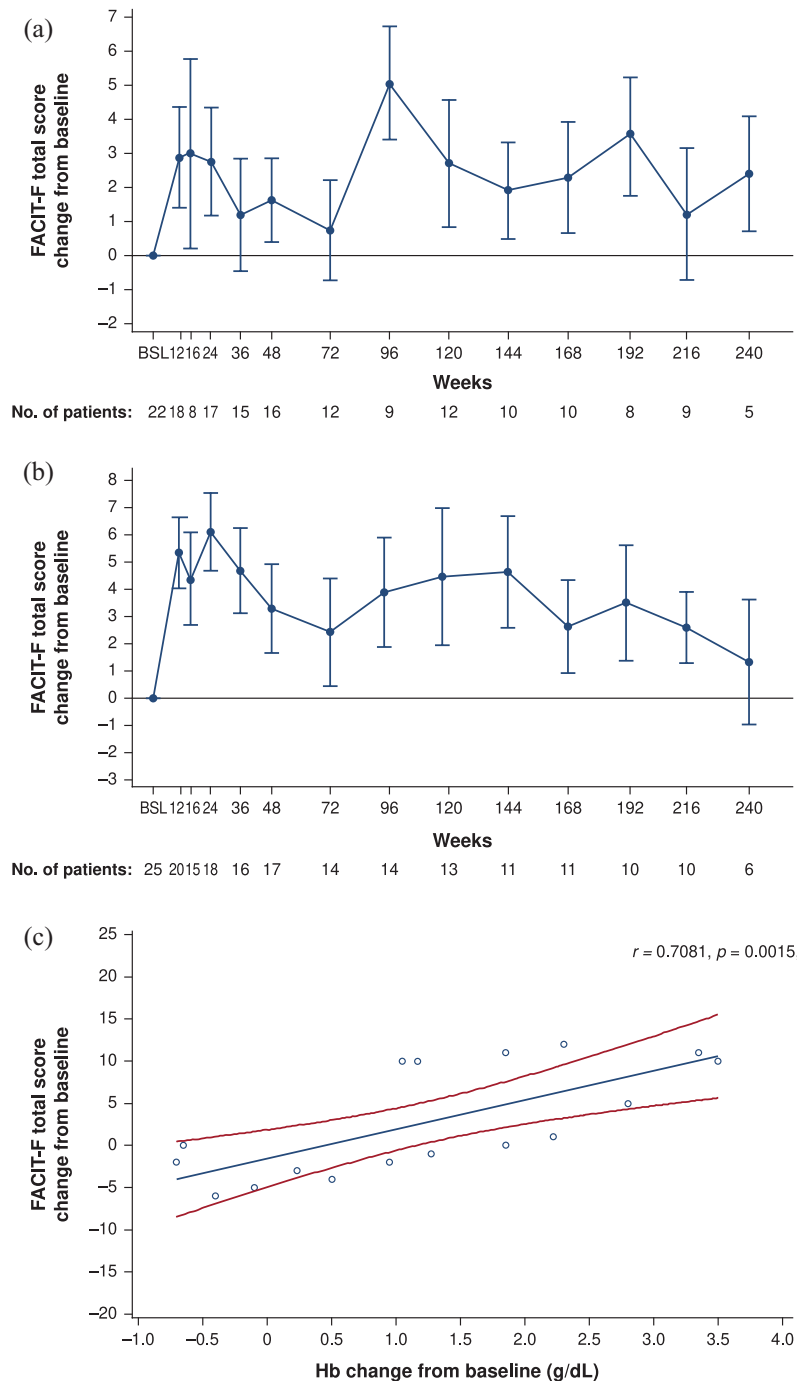 (a)
FACIT-F total score
change from baseline
7
6
5
4
3
2
1
0
–1
–2
BSL 12 16 24 36 48 72 96 120 144 168 192 216 240
Weeks
No. of patients: 22 18 8 17 15 16 12 9 12 10 10 8 9 5
(b)
FACIT-F total score
change from baseline
8
7
6
5
4
3
2
1
0
–1
–2
–3
BSL 12 16 24 36 48 72 96 120 144 168 192 216 240
Weeks
No. of patients: 25 20 15 18 16 17 14 14 13 11 11 10 10 6
(c)
r = 0.7081, p = 0.0015
FACIT-F total score
change from baseline
25
20
15
10
5
0
–5
–10
–15
–20
–1.0 –0.5 0 0.5 1.0 1.5 2.0 2.5 3.0 3.5 4.0
Hb change from baseline (g/dL)